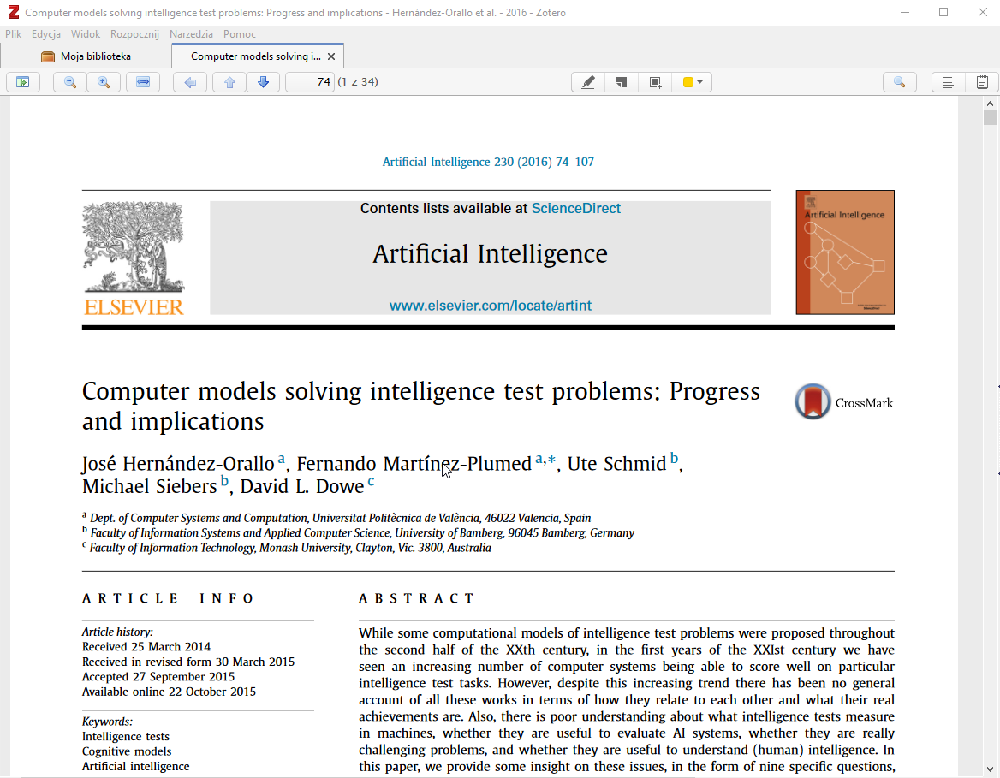 Computer models solving intelligence test problems: Progress and implications - Hernández-Orallo et al. - 2016 - Zotero
Plik Edycja Widok Rozpocznij Narzędzia Pomoc
Moja biblioteka
Computer models solving i...
74 (1 z 34)
Artificial Intelligence 230 (2016) 74–107
Contents lists available at ScienceDirect
Artificial Intelligence
www.elsevier.com/locate/artint
ELSEVIER
Artificial Intelligence
Computer models solving intelligence test problems: Progress
and implications
CrossMark
José Hernández-Orallo a, Fernando Martínez-Plumed a,*, Ute Schmid b,
Michael Siebers b, David L. Dowe c
a Dept. of Computer Systems and Computation, Universitat Politècnica de València, 46022 Valencia, Spain
b Faculty of Information Systems and Applied Computer Science, University of Bamberg, 96045 Bamberg, Germany
c Faculty of Information Technology, Monash University, Clayton, Vic. 3800, Australia
ARTICLE INFO
Article history:
Received 25 March 2014
Received in revised form 30 March 2015
Accepted 27 September 2015
Available online 22 October 2015
Keywords:
Intelligence tests
Cognitive models
Artificial intelligence
ABSTRACT
While some computational models of intelligence test problems were proposed throughout
the second half of the XXth century, in the first years of the XXIst century we have
seen an increasing number of computer systems being able to score well on particular
intelligence test tasks. However, despite this increasing trend there has been no general
account of all these works in terms of how they relate to each other and what their real
achievements are. Also, there is poor understanding about what intelligence tests measure
in machines, whether they are useful to evaluate AI systems, whether they are really
challenging problems, and whether they are useful to understand (human) intelligence. In
this paper, we provide some insight on these issues, in the form of nine specific questions,